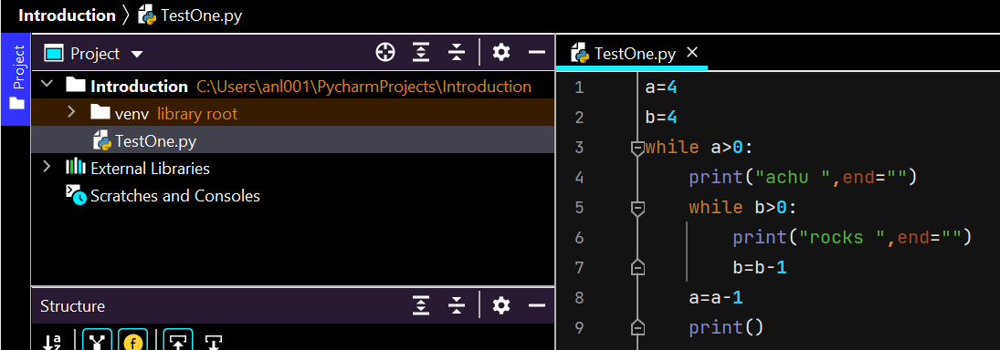 Introduction 〉 TestOne.py
Project
Project
Introduction C:\Users\anl001\PycharmProjects\Introduction
venv library root
TestOne.py
External Libraries
Scratches and Consoles
Structure
TestOne.py ×
1 a=4
2 b=4
3 while a>0:
4     print("achu ",end="")
5     while b>0:
6         print("rocks ",end="")
7         b=b-1
8     a=a-1
9     print()